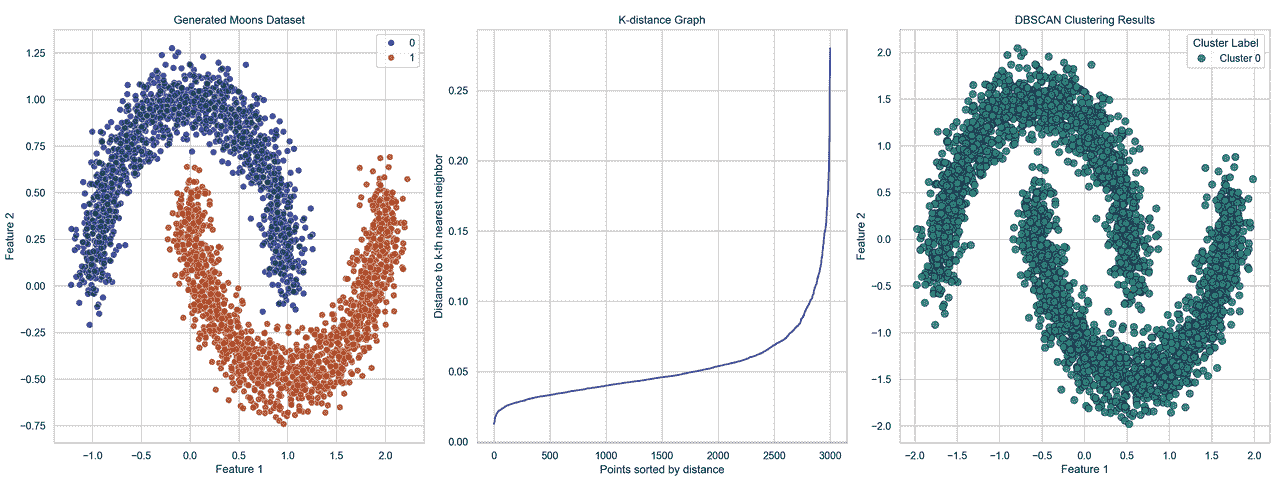 Generated Moons Dataset
0
1
1.25
1.00
0.75
0.50
0.25
0.00
−0.25
−0.50
−0.75
Feature 2
−1.0 −0.5 0.0 0.5 1.0 1.5 2.0
Feature 1
K-distance Graph
0.25
0.20
0.15
0.10
0.05
0.00
Distance to k-th nearest neighbor
0 500 1000 1500 2000 2500 3000
Points sorted by distance
DBSCAN Clustering Results
Cluster Label
Cluster 0
2.0
1.5
1.0
0.5
0.0
−0.5
−1.0
−1.5
−2.0
Feature 2
−2.0 −1.5 −1.0 −0.5 0.0 0.5 1.0 1.5 2.0
Feature 1